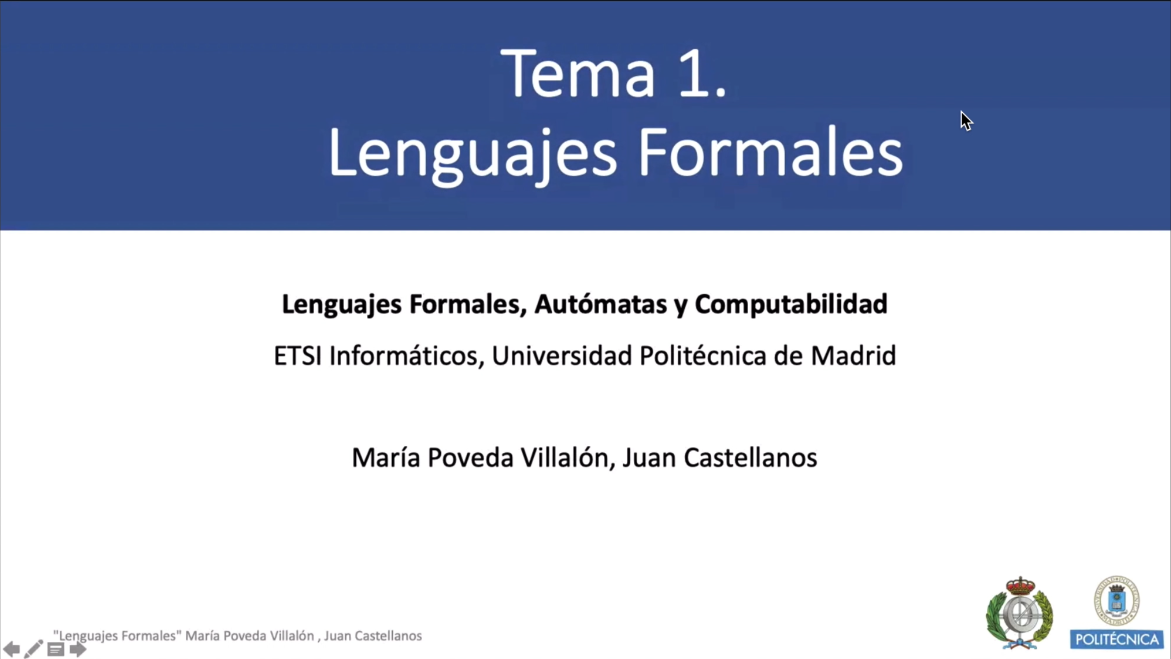 Tema 1.
Lenguajes Formales
Lenguajes Formales, Autómatas y Computabilidad
ETSI Informáticos, Universidad Politécnica de Madrid
María Poveda Villalón, Juan Castellanos
"Lenguajes Formales" María Poveda Villalón , Juan Castellanos
POLITÉCNICA